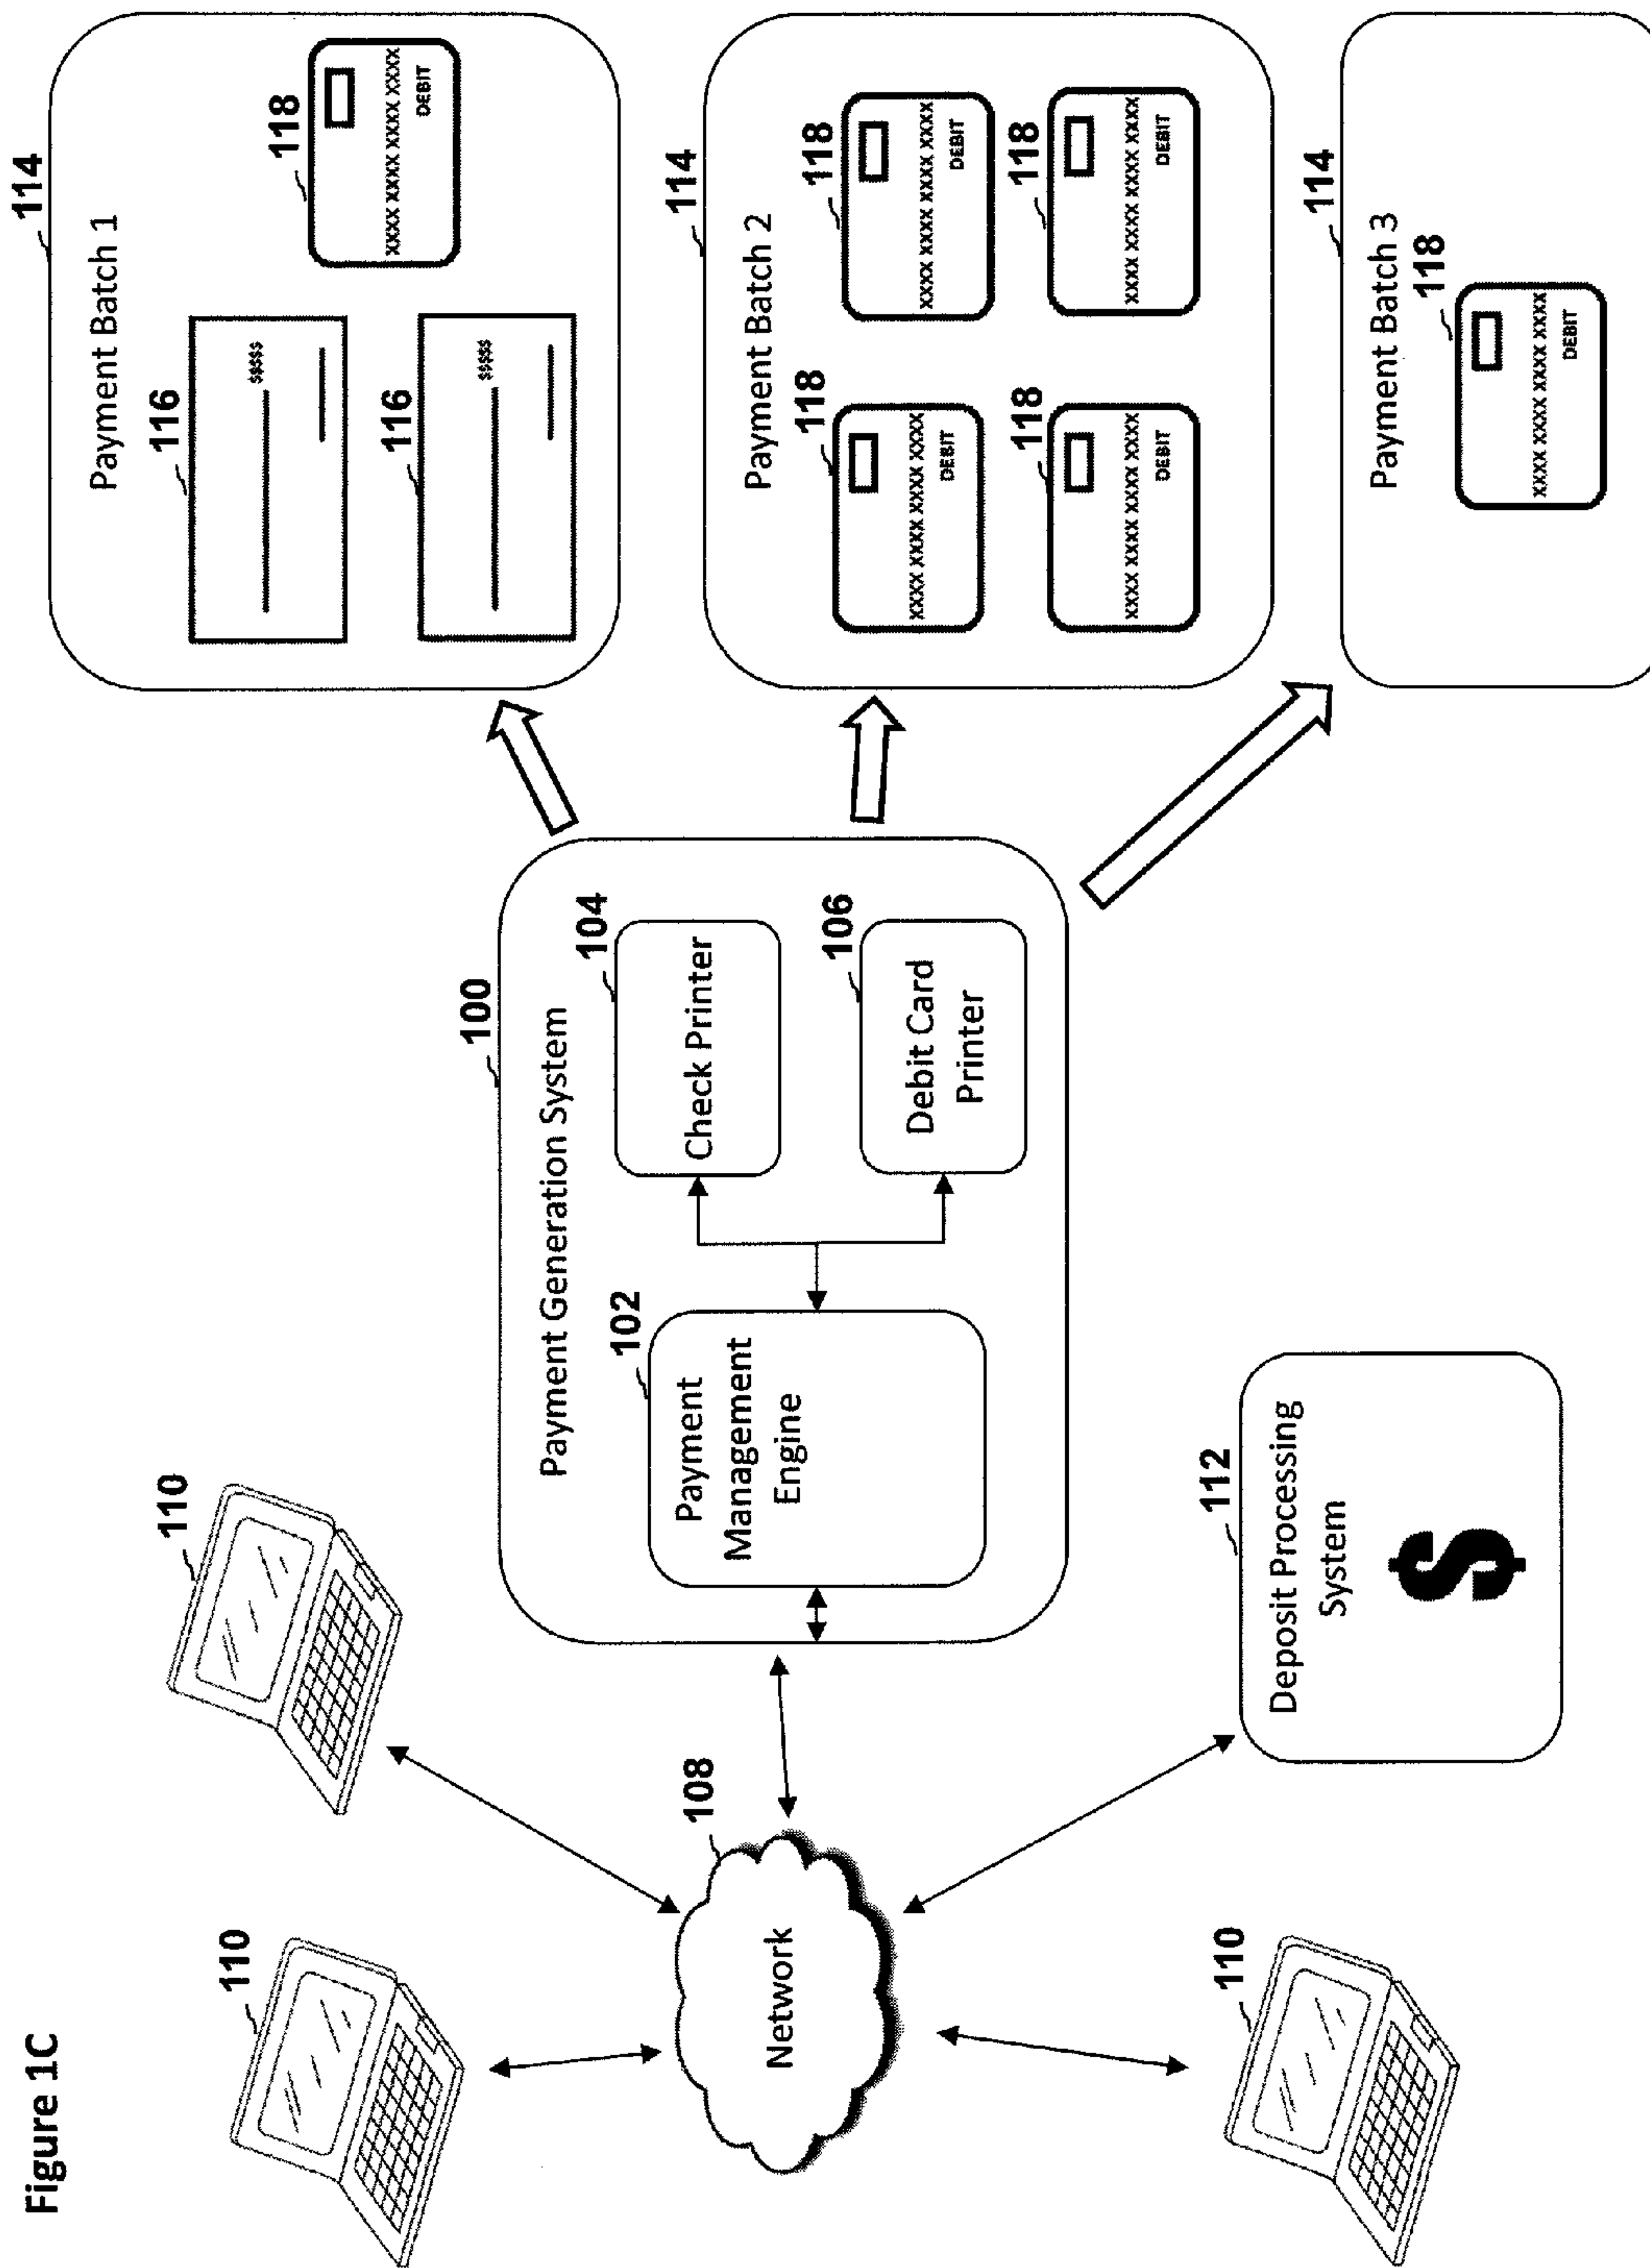 Figure 1C
110
110
110
108
Network
100
Payment Generation System
102
Payment
Management
Engine
104
Check Printer
106
Debit Card
Printer
112
Deposit Processing
System
$
114
Payment Batch 1
116
$$$$$
116
$$$$$
118
XXXX XXXX XXXX XXXX
DEBIT
114
Payment Batch 2
118
XXXX XXXX XXXX XXXX
DEBIT
118
XXXX XXXX XXXX XXXX
DEBIT
118
XXXX XXXX XXXX XXXX
DEBIT
118
XXXX XXXX XXXX XXXX
DEBIT
114
Payment Batch 3
118
XXXX XXXX XXXX XXXX
DEBIT